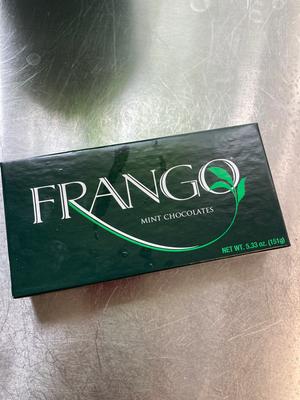 FRANGO
MINT CHOCOLATES
NET WT. 5.33 oz. (151g)